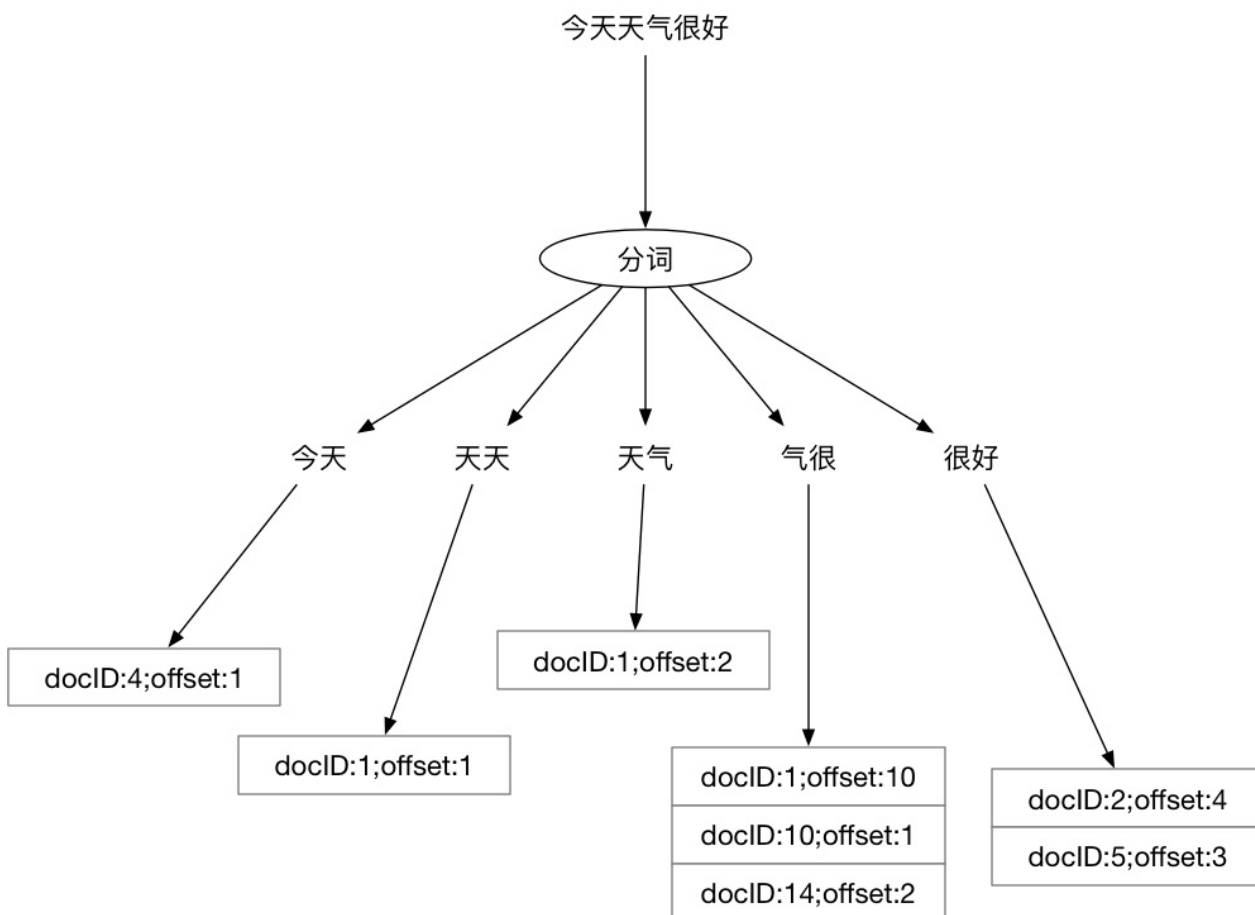 今天天气很好
分词
今天
天天
天气
气很
很好
docID:4;offset:1
docID:1;offset:1
docID:1;offset:2
docID:1;offset:10
docID:10;offset:1
docID:14;offset:2
docID:2;offset:4
docID:5;offset:3